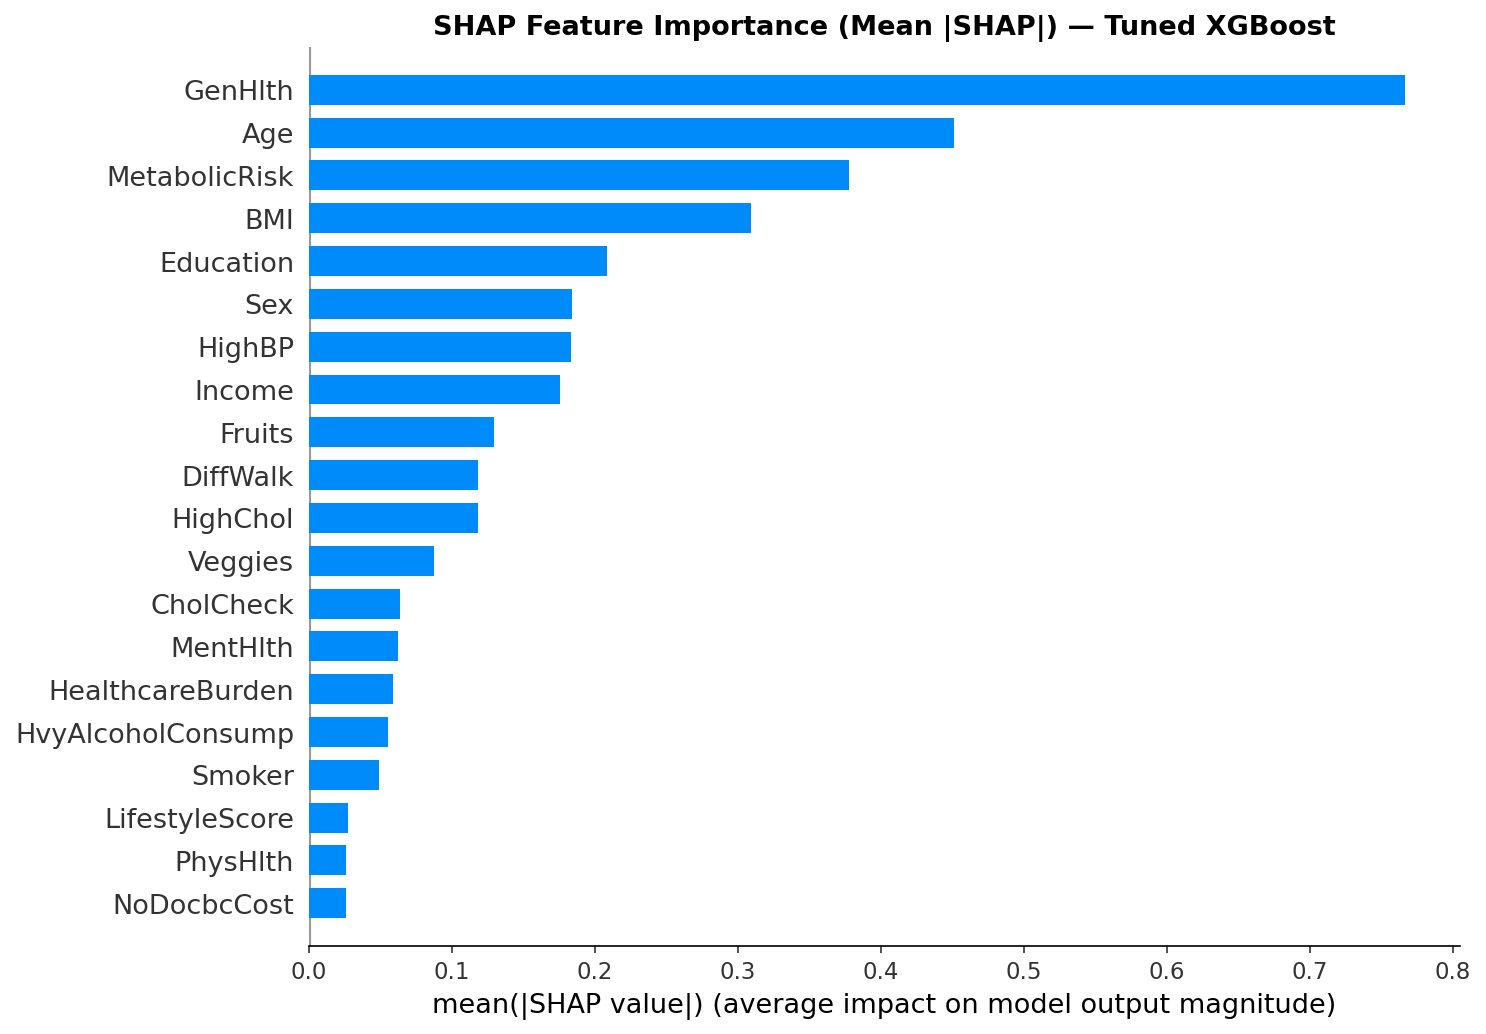 SHAP Feature Importance (Mean |SHAP|) — Tuned XGBoost
GenHlth
Age
MetabolicRisk
BMI
Education
Sex
HighBP
Income
Fruits
DiffWalk
HighChol
Veggies
CholCheck
MentHlth
HealthcareBurden
HvyAlcoholConsump
Smoker
LifestyleScore
PhysHlth
NoDocbcCost
0.0 0.1 0.2 0.3 0.4 0.5 0.6 0.7 0.8
mean(|SHAP value|) (average impact on model output magnitude)